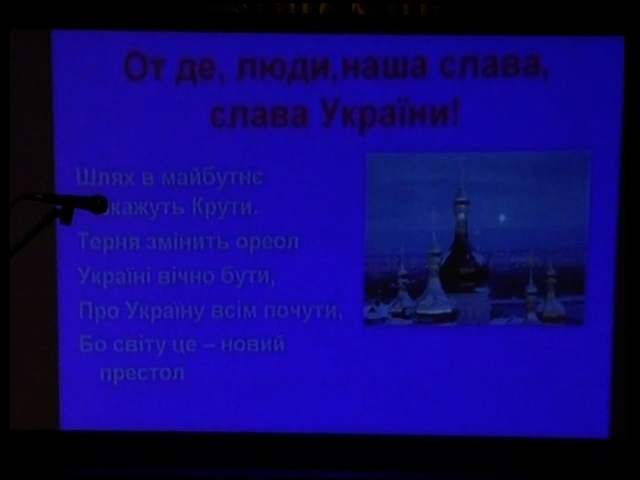 От де, люди,наша слава,
слава України!
Шлях в майбутнє
кажуть Крути.
Терня змінить ореол
Україні вічно бути,
Про Україну всім почути,
Бо світу це – новий
престол